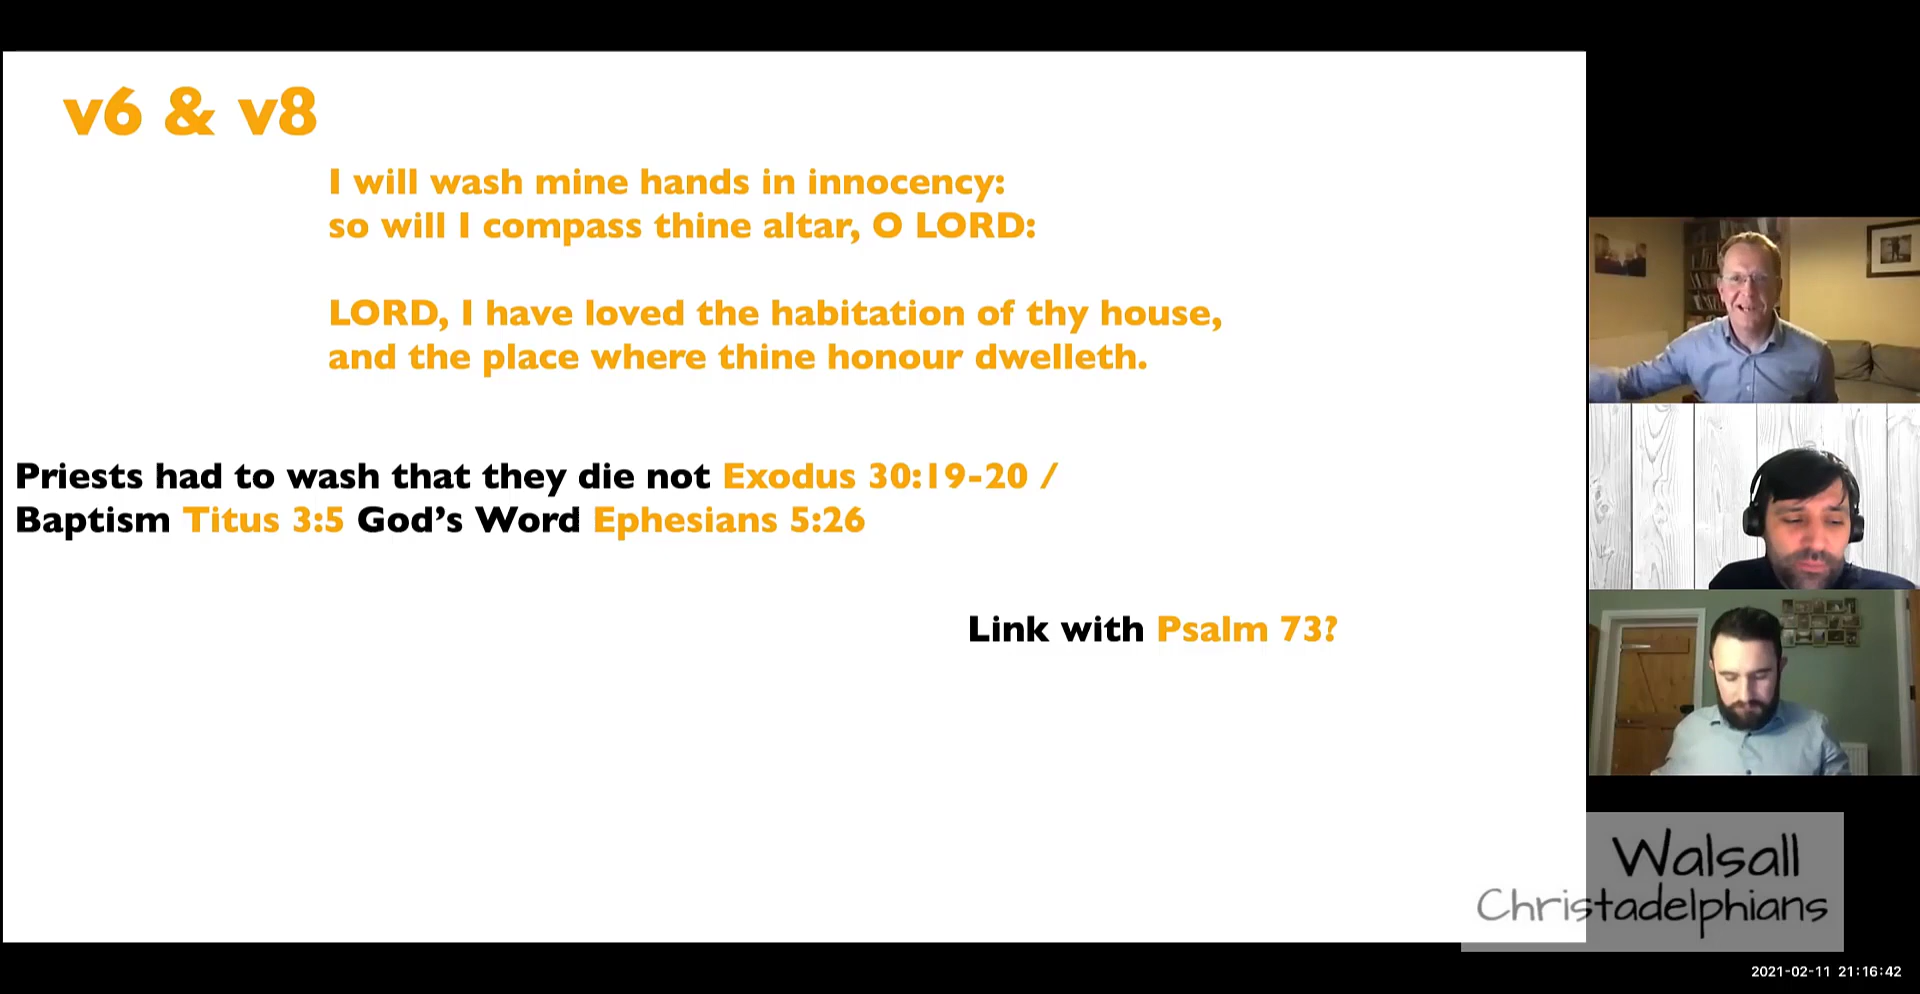 v6 & v8
I will wash mine hands in innocency:
so will I compass thine altar, O LORD:
LORD, I have loved the habitation of thy house,
and the place where thine honour dwelleth.
Priests had to wash that they die not Exodus 30:19-20 /
Baptism Titus 3:5 God’s Word Ephesians 5:26
Link with Psalm 73?
Walsall
Christadelphians
2021-02-11 21:16:42